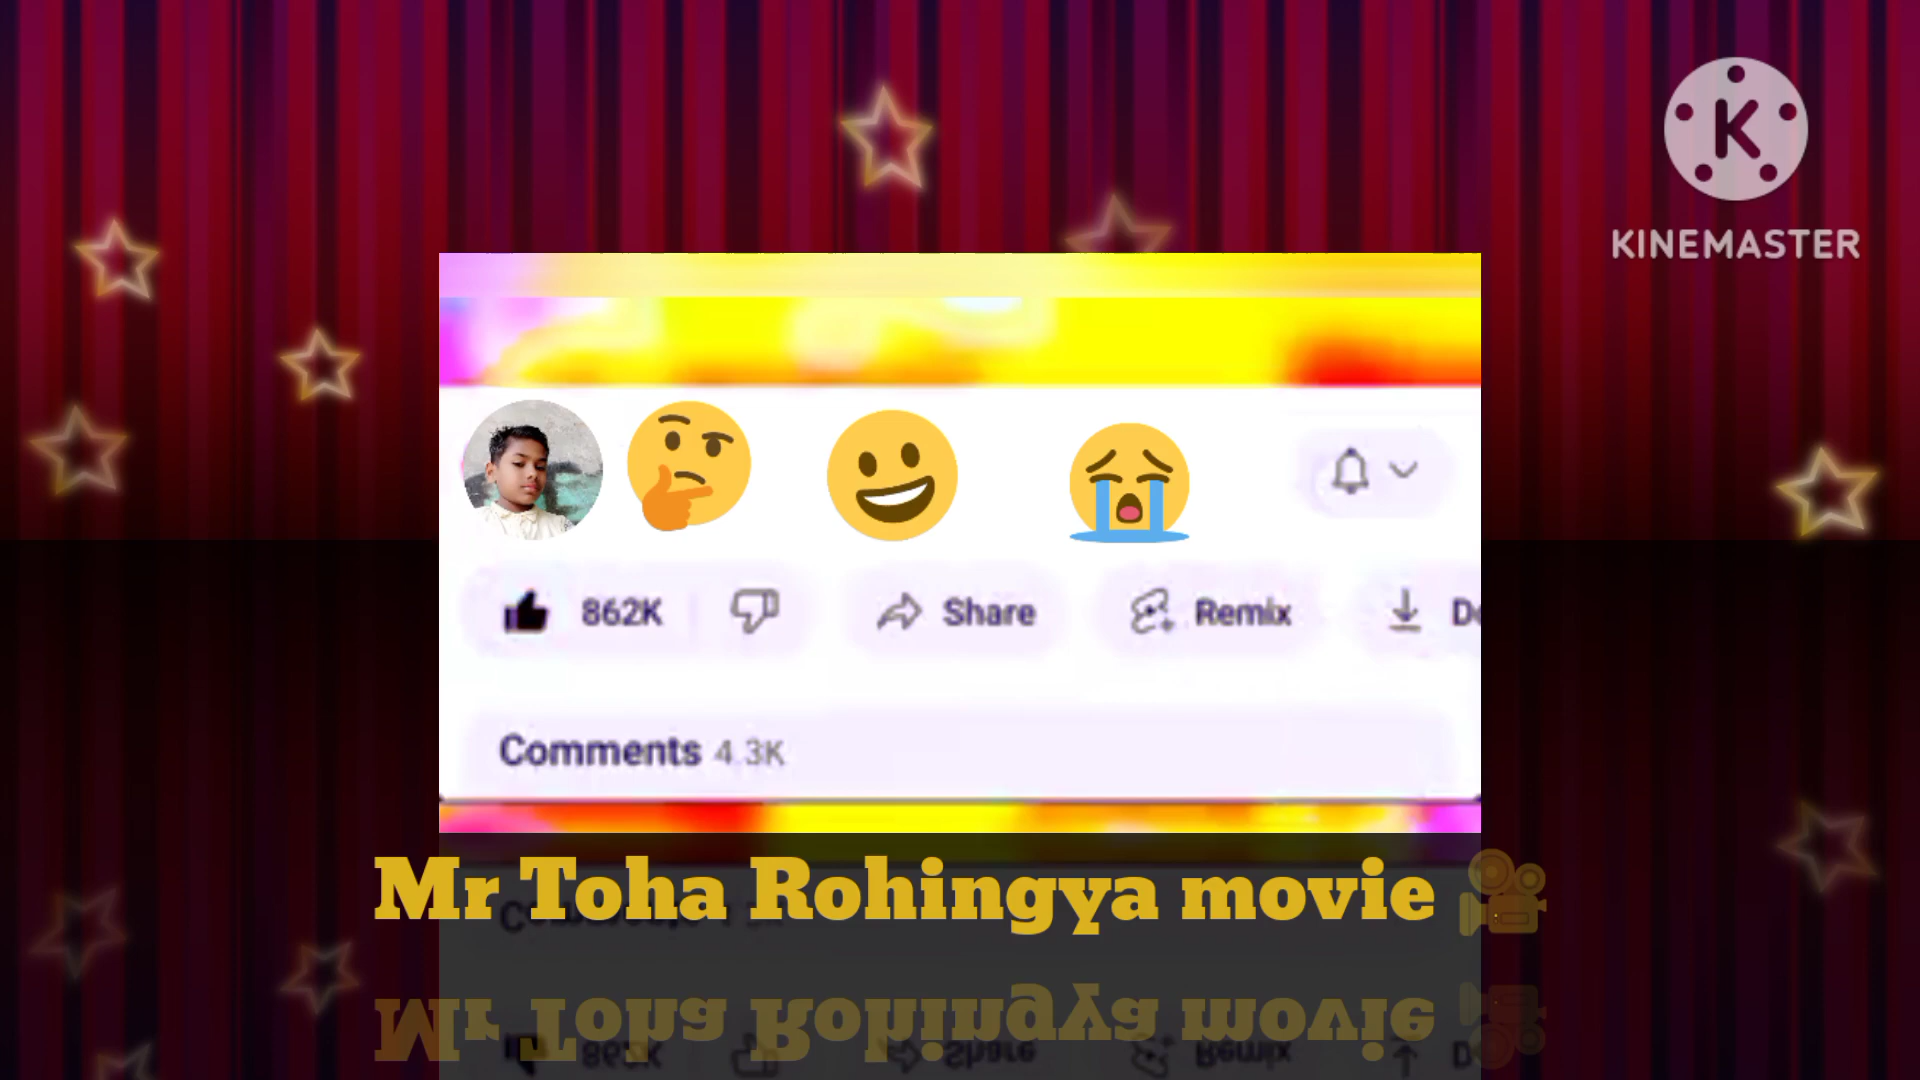 K
KINEMASTER
862K Share Remix
Comments 4.3K
Mr Toha Rohingya movie 🎥